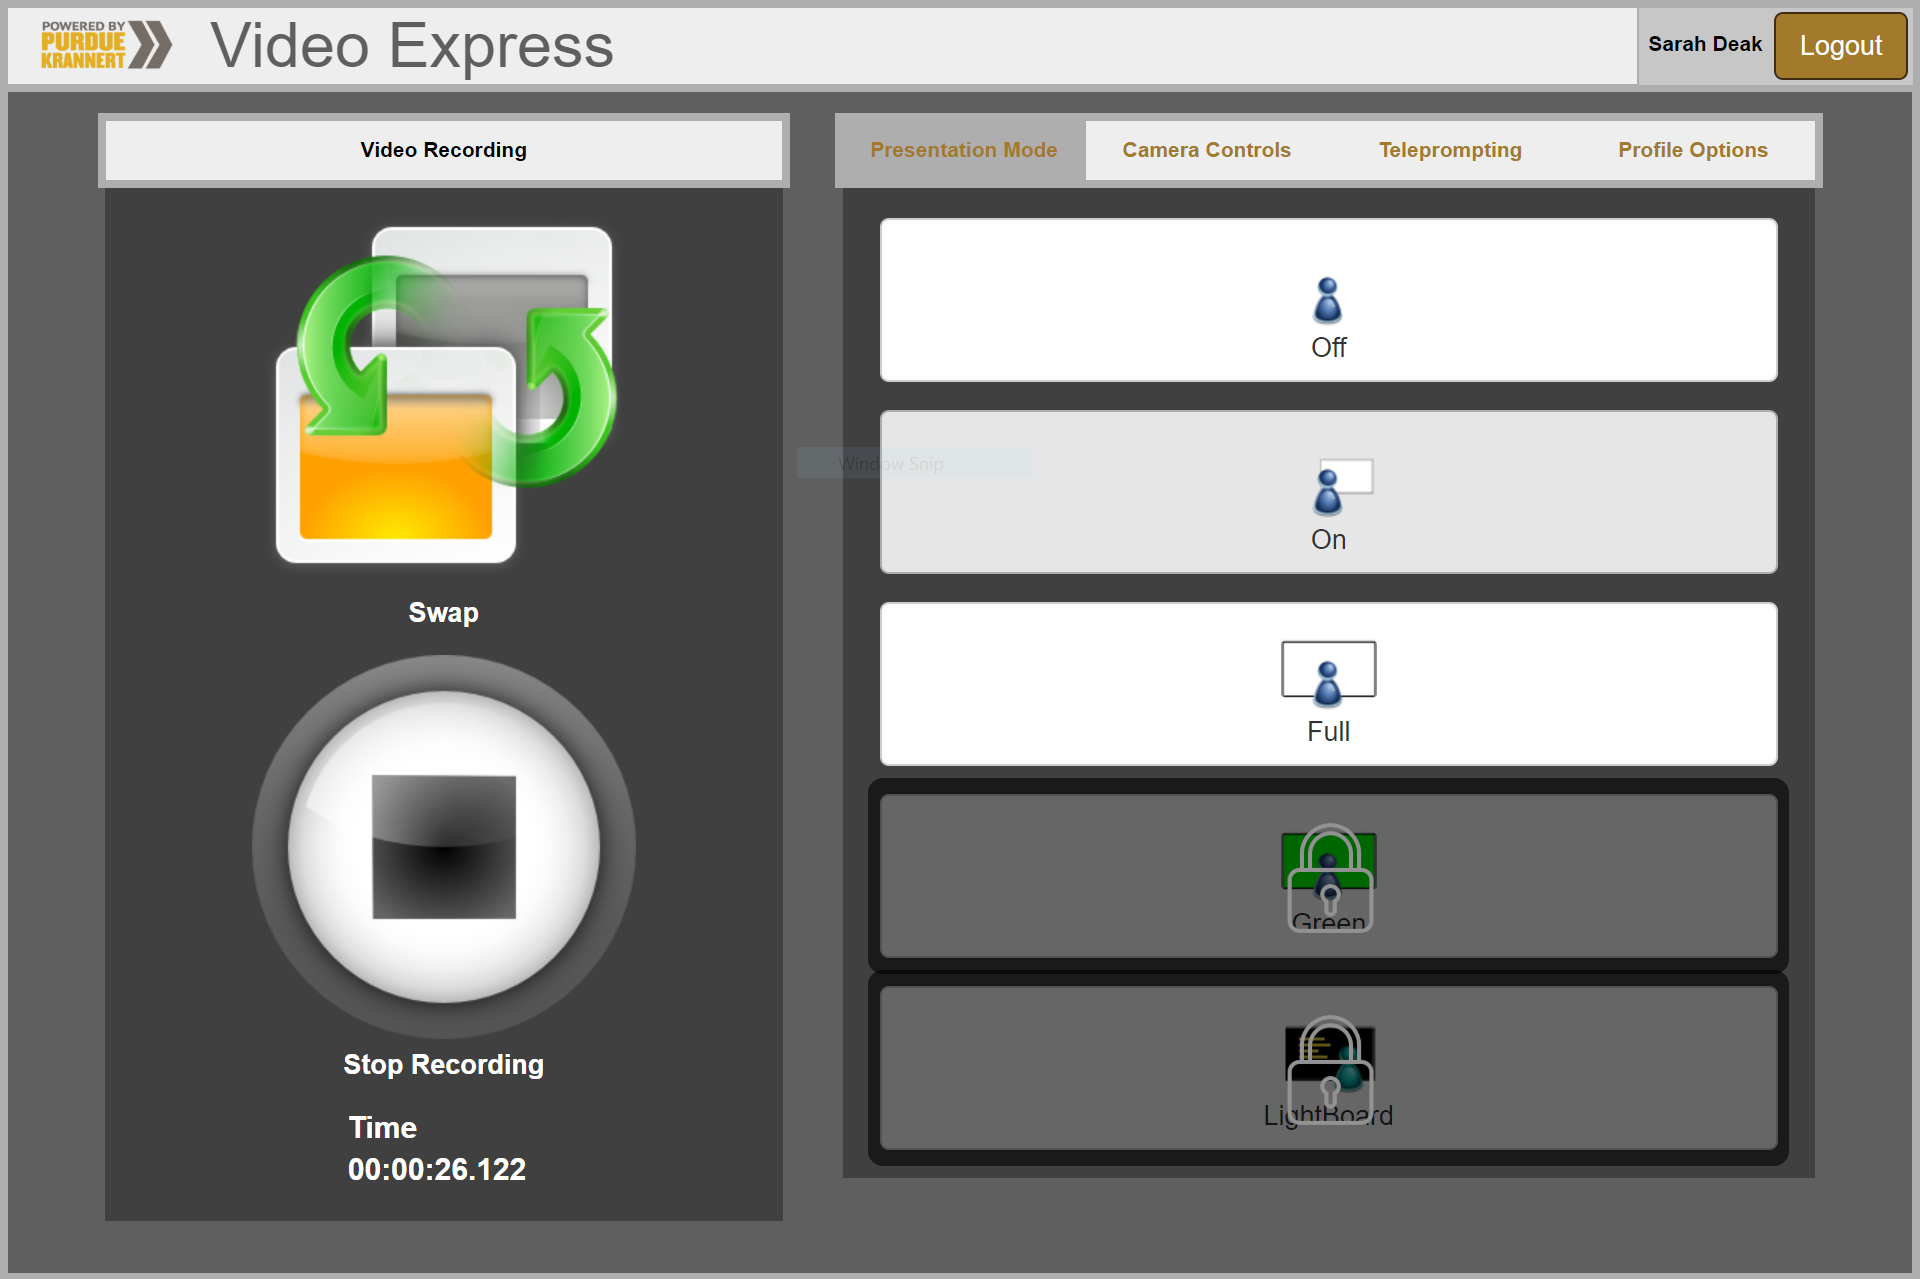 POWERED BY
PURDUE
KRANNERT
Video Express
Sarah Deak
Logout
Video Recording
Presentation Mode
Camera Controls
Teleprompting
Profile Options
Swap
Stop Recording
Time
00:00:26.122
Window Snip
Off
On
Full
Green
LightBoard